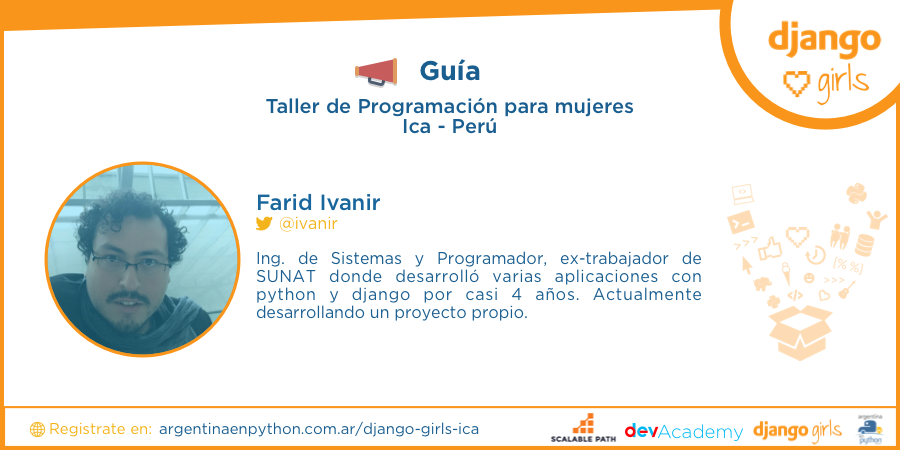 django
girls
Guía
Taller de Programación para mujeres
Ica - Perú
Farid Ivanir
@ivanir
Ing. de Sistemas y Programador, ex-trabajador de
SUNAT donde desarrolló varias aplicaciones con
python y django por casi 4 años. Actualmente
desarrollando un proyecto propio.
>>>
[% %]
</>
>>>
Registrate en: argentinaenpython.com.ar/django-girls-ica
SCALABLE PATH
devAcademy
django girls
argentina
en
python